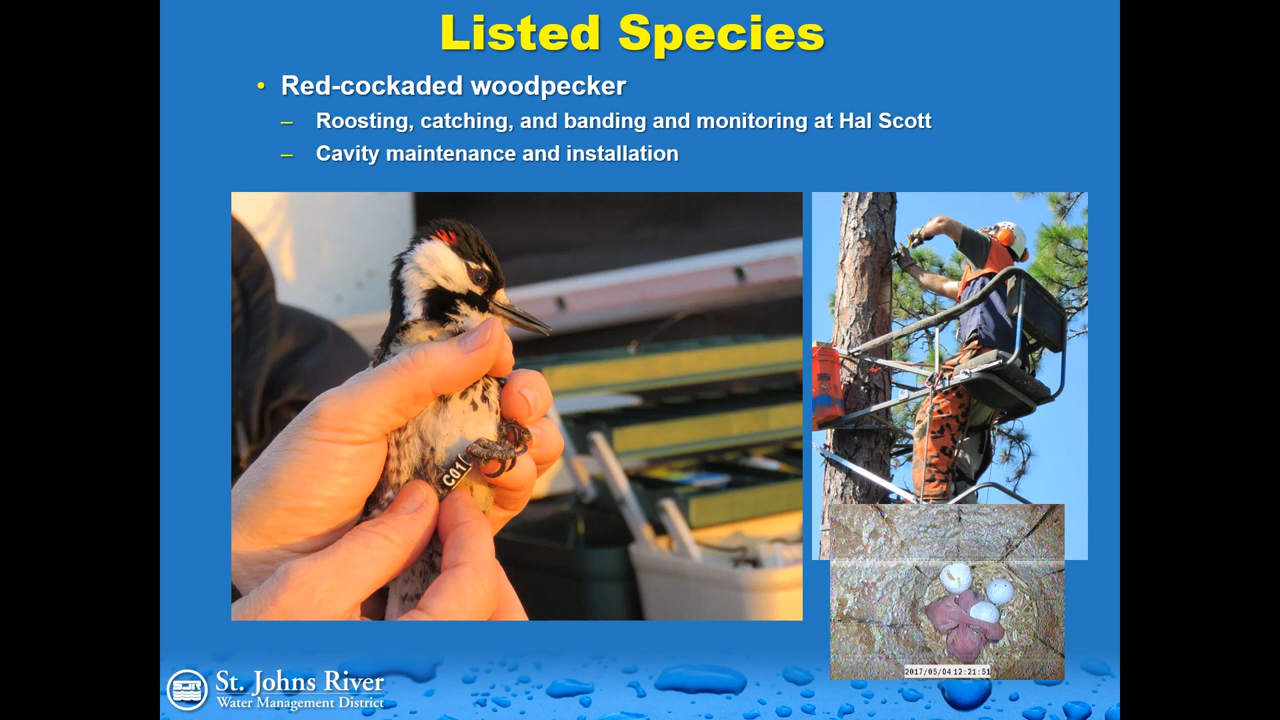 Listed Species
• Red-cockaded woodpecker
– Roosting, catching, and banding and monitoring at Hal Scott
– Cavity maintenance and installation
C01
2017/05/04 12:21:51
SJR
St. Johns River
Water Management District